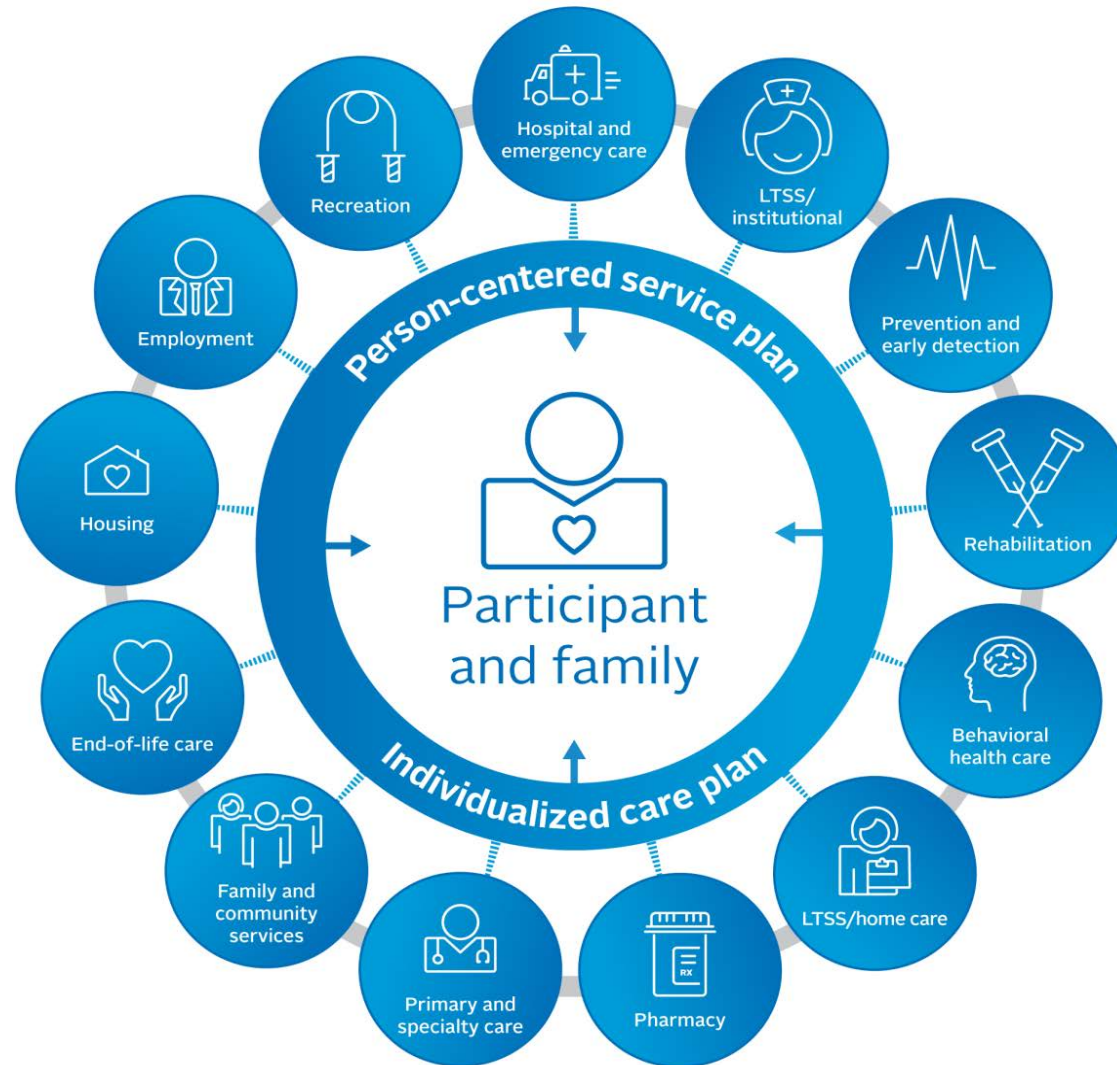 Hospital and
emergency care
LTSS/
institutional
Prevention and
early detection
Rehabilitation
Behavioral
health care
LTSS/home care
RX
Pharmacy
Primary and
specialty care
Family and
community
services
End-of-life care
Housing
Employment
Recreation
Person-centered service plan
Participant
and family
Individualized care plan